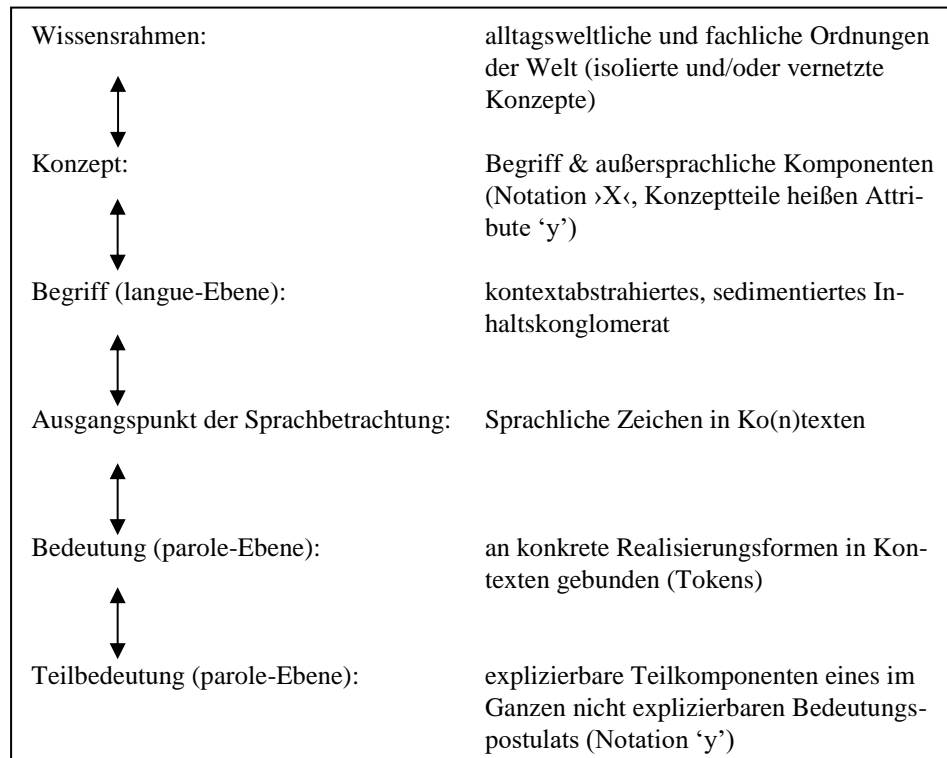 Wissensrahmen: alltagsweltliche und fachliche Ordnungen
der Welt (isolierte und/oder vernetzte
Konzepte)
Konzept: Begriff & außersprachliche Komponenten
(Notation ›X‹, Konzeptteile heißen Attri-
bute ‘y’)
Begriff (langue-Ebene): kontextabstrahiertes, sedimentiertes In-
haltskonglomerat
Ausgangspunkt der Sprachbetrachtung: Sprachliche Zeichen in Ko(n)texten
Bedeutung (parole-Ebene): an konkrete Realisierungsformen in Kon-
texten gebunden (Tokens)
Teilbedeutung (parole-Ebene): explizierbare Teilkomponenten eines im
Ganzen nicht explizierbaren Bedeutungs-
postulats (Notation ‘y’)